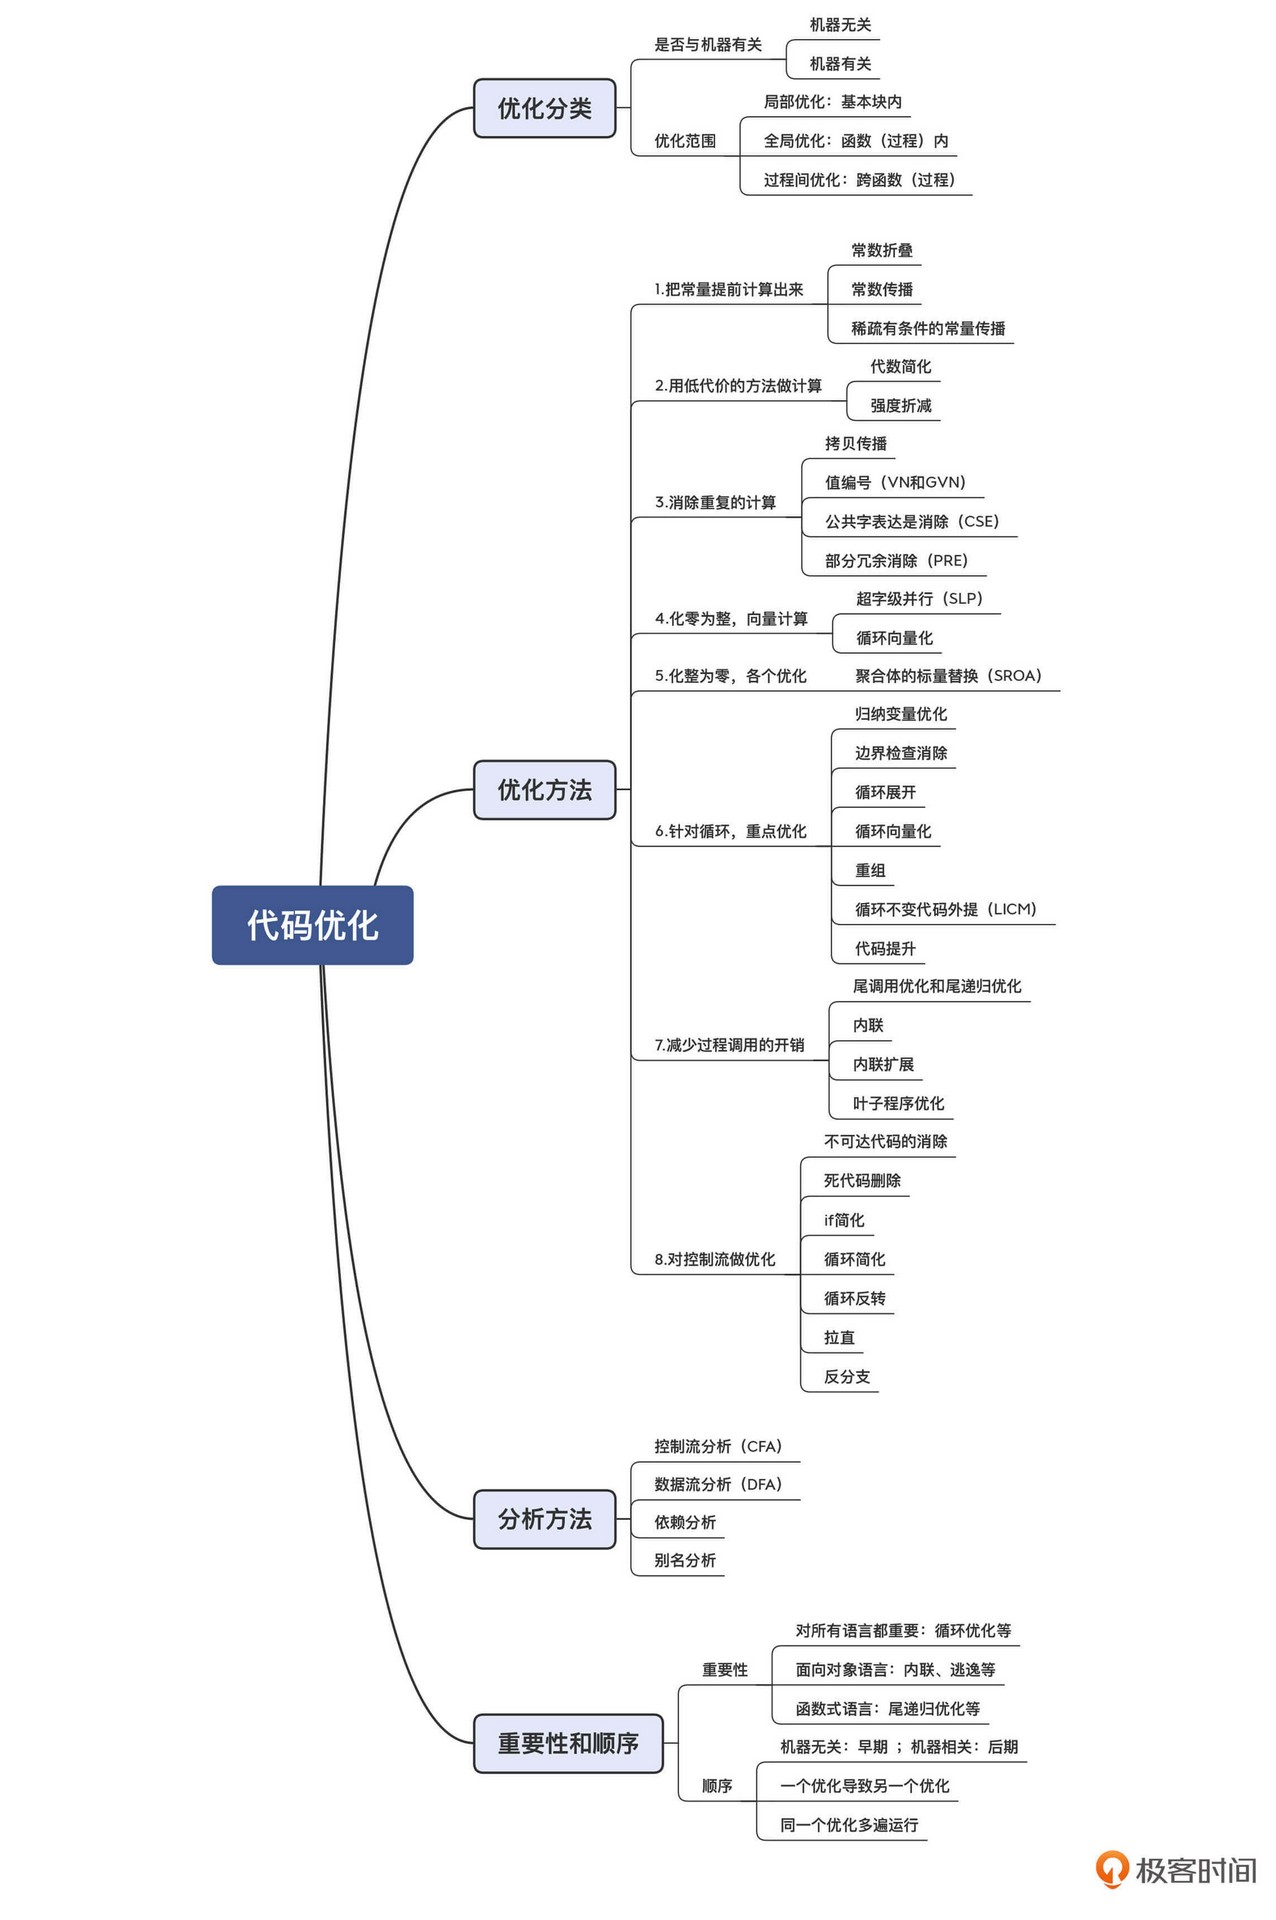 代码优化
优化分类
是否与机器有关
机器无关
机器有关
优化范围
局部优化：基本块内
全局优化：函数（过程）内
过程间优化：跨函数（过程）
优化方法
1.把常量提前计算出来
常数折叠
常数传播
稀疏有条件的常量传播
2.用低代价的方法做计算
代数简化
强度折减
3.消除重复的计算
拷贝传播
值编号（VN和GVN）
公共字表达是消除（CSE）
部分冗余消除（PRE）
4.化零为整，向量计算
超字级并行（SLP）
循环向量化
5.化整为零，各个优化
聚合体的标量替换（SROA）
6.针对循环，重点优化
归纳变量优化
边界检查消除
循环展开
循环向量化
重组
循环不变代码外提（LICM）
代码提升
7.减少过程调用的开销
尾调用优化和尾递归优化
内联
内联扩展
叶子程序优化
8.对控制流做优化
不可达代码的消除
死代码删除
if简化
循环简化
循环反转
拉直
反分支
分析方法
控制流分析（CFA）
数据流分析（DFA）
依赖分析
别名分析
重要性和顺序
重要性
对所有语言都重要：循环优化等
面向对象语言：内联、逃逸等
函数式语言：尾递归优化等
顺序
机器无关：早期 ；机器相关：后期
一个优化导致另一个优化
同一个优化多遍运行
极客时间